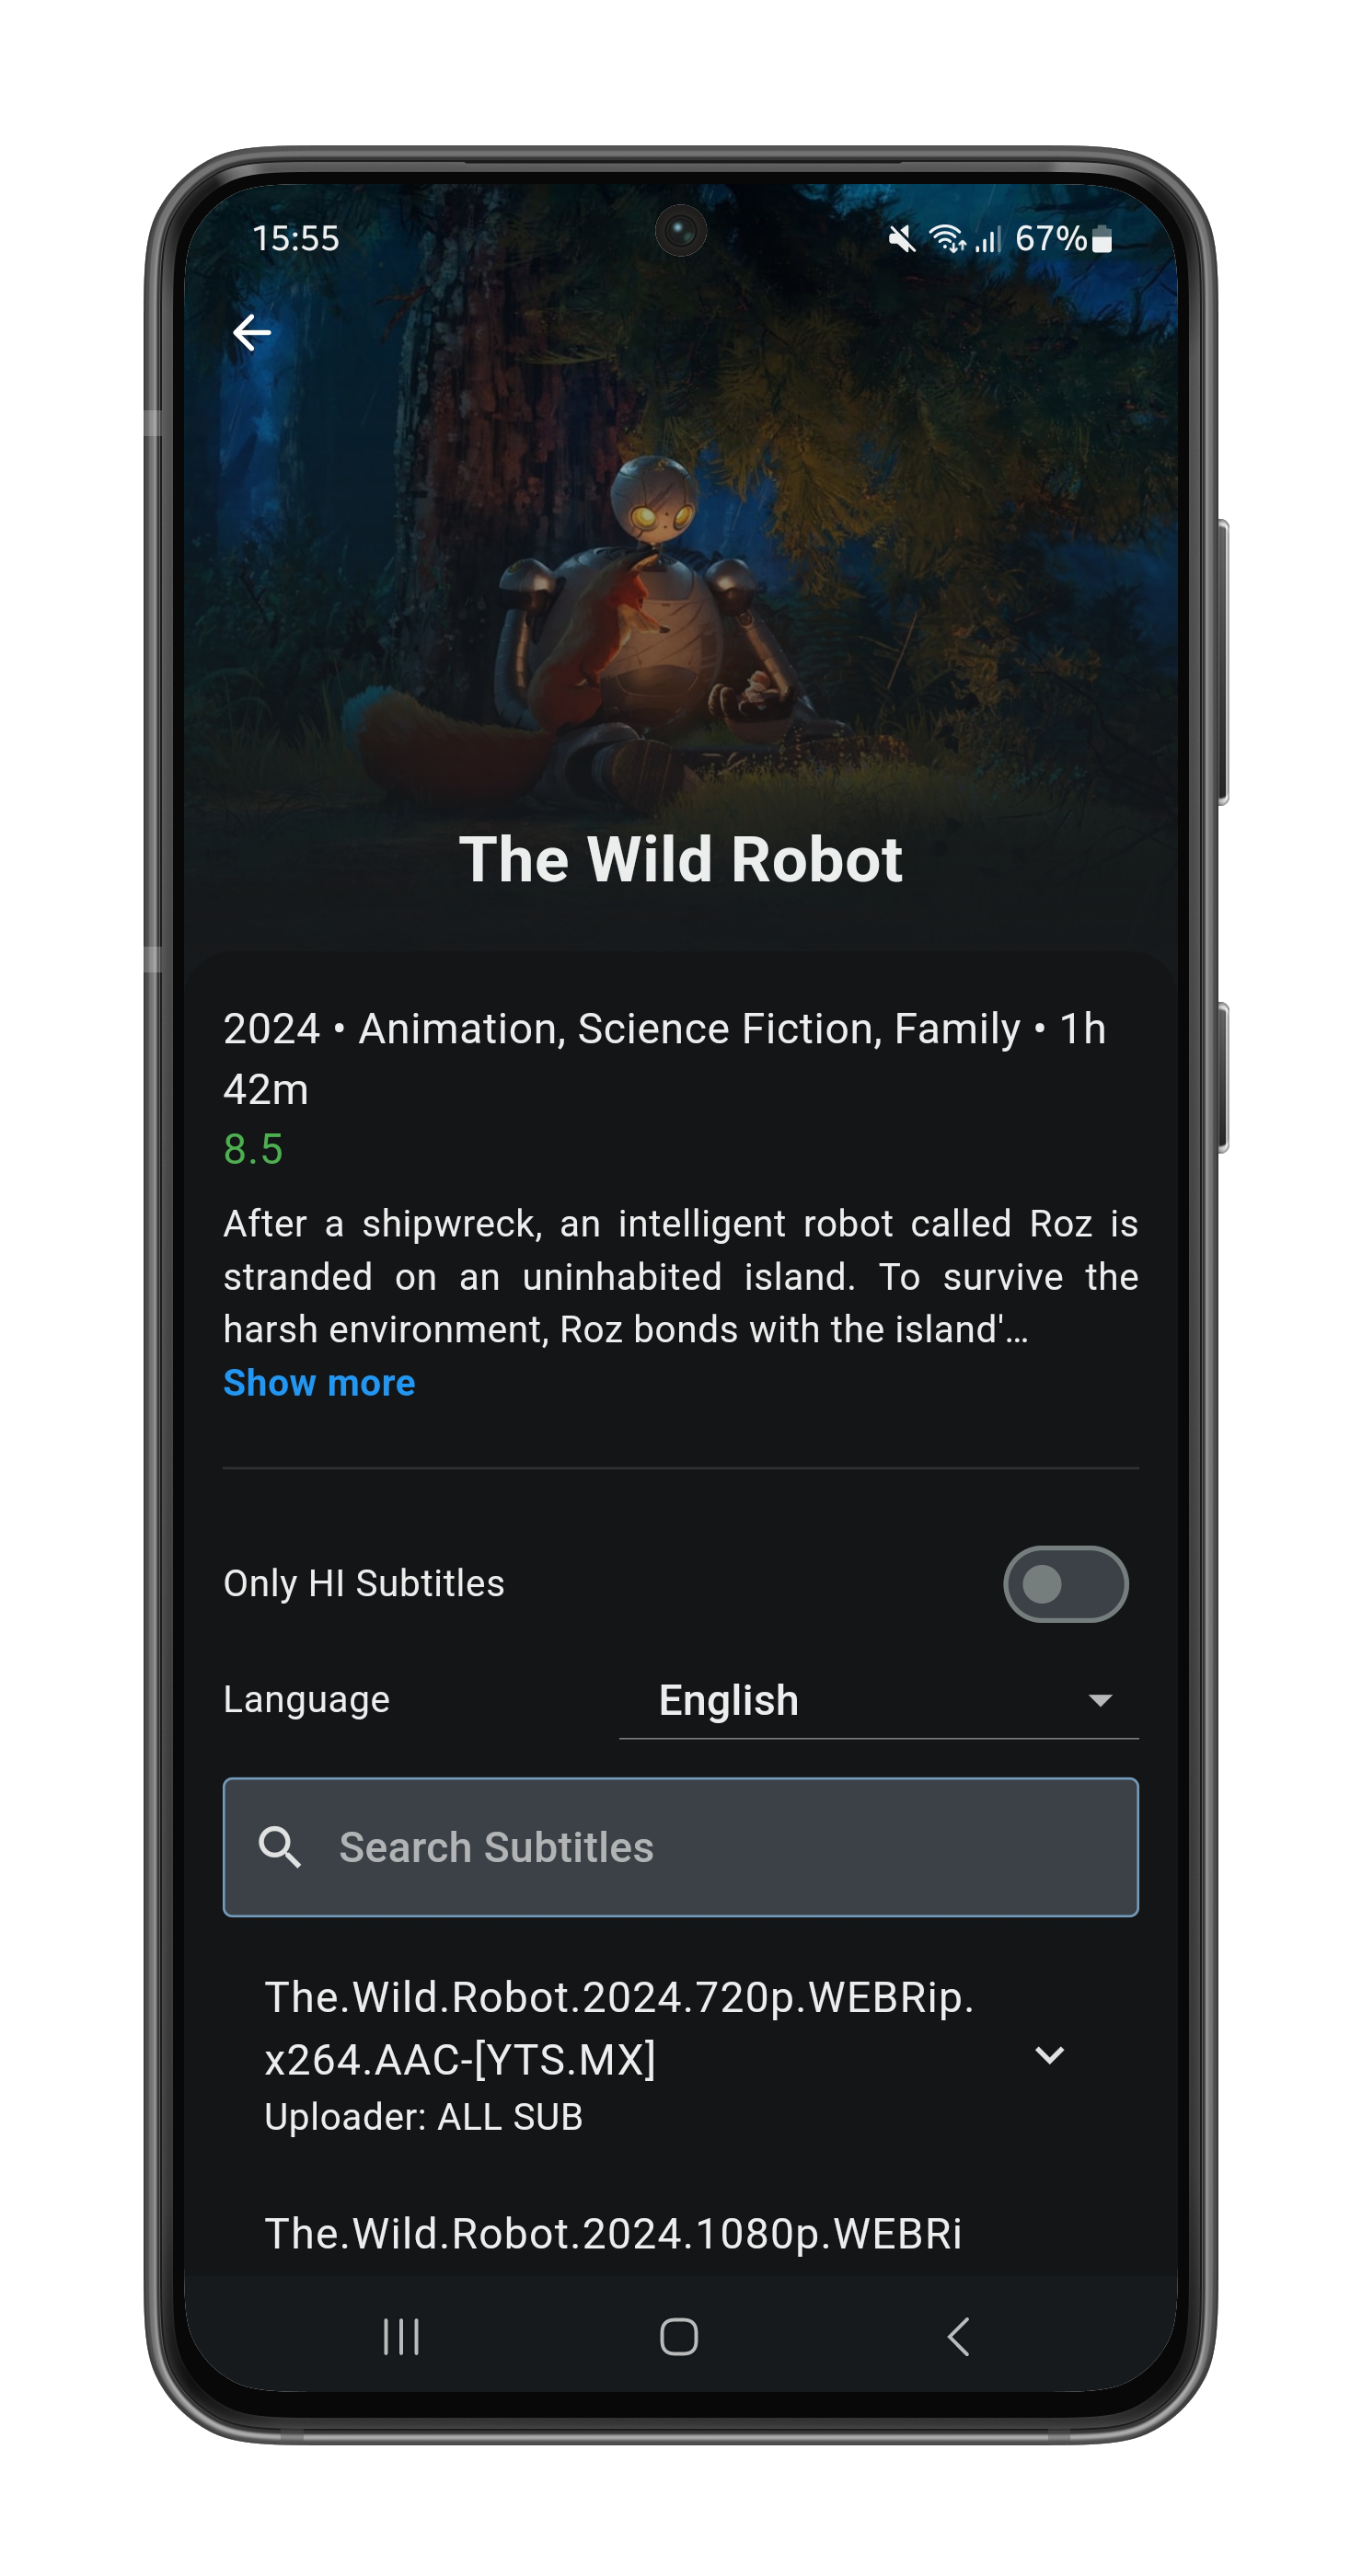 15:55
67%
The Wild Robot
2024 • Animation, Science Fiction, Family • 1h
42m
8.5
After a shipwreck, an intelligent robot called Roz is
stranded on an uninhabited island. To survive the
harsh environment, Roz bonds with the island'…
Show more
Only HI Subtitles
Language
English
Search Subtitles
The.Wild.Robot.2024.720p.WEBRip.
x264.AAC-[YTS.MX]
Uploader: ALL SUB
The.Wild.Robot.2024.1080p.WEBRi